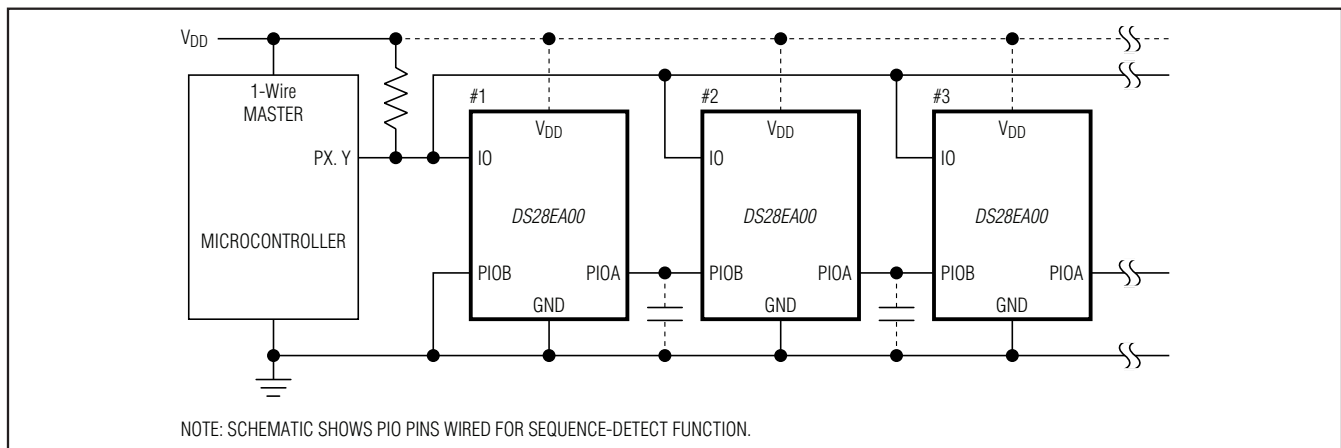 VDD
1-Wire
MASTER
PX. Y
MICROCONTROLLER
#1
VDD
IO
DS28EA00
PIOB
PIOA
GND
#2
VDD
IO
DS28EA00
PIOB
PIOA
GND
#3
VDD
IO
DS28EA00
PIOB
PIOA
GND
NOTE: SCHEMATIC SHOWS PIO PINS WIRED FOR SEQUENCE-DETECT FUNCTION.